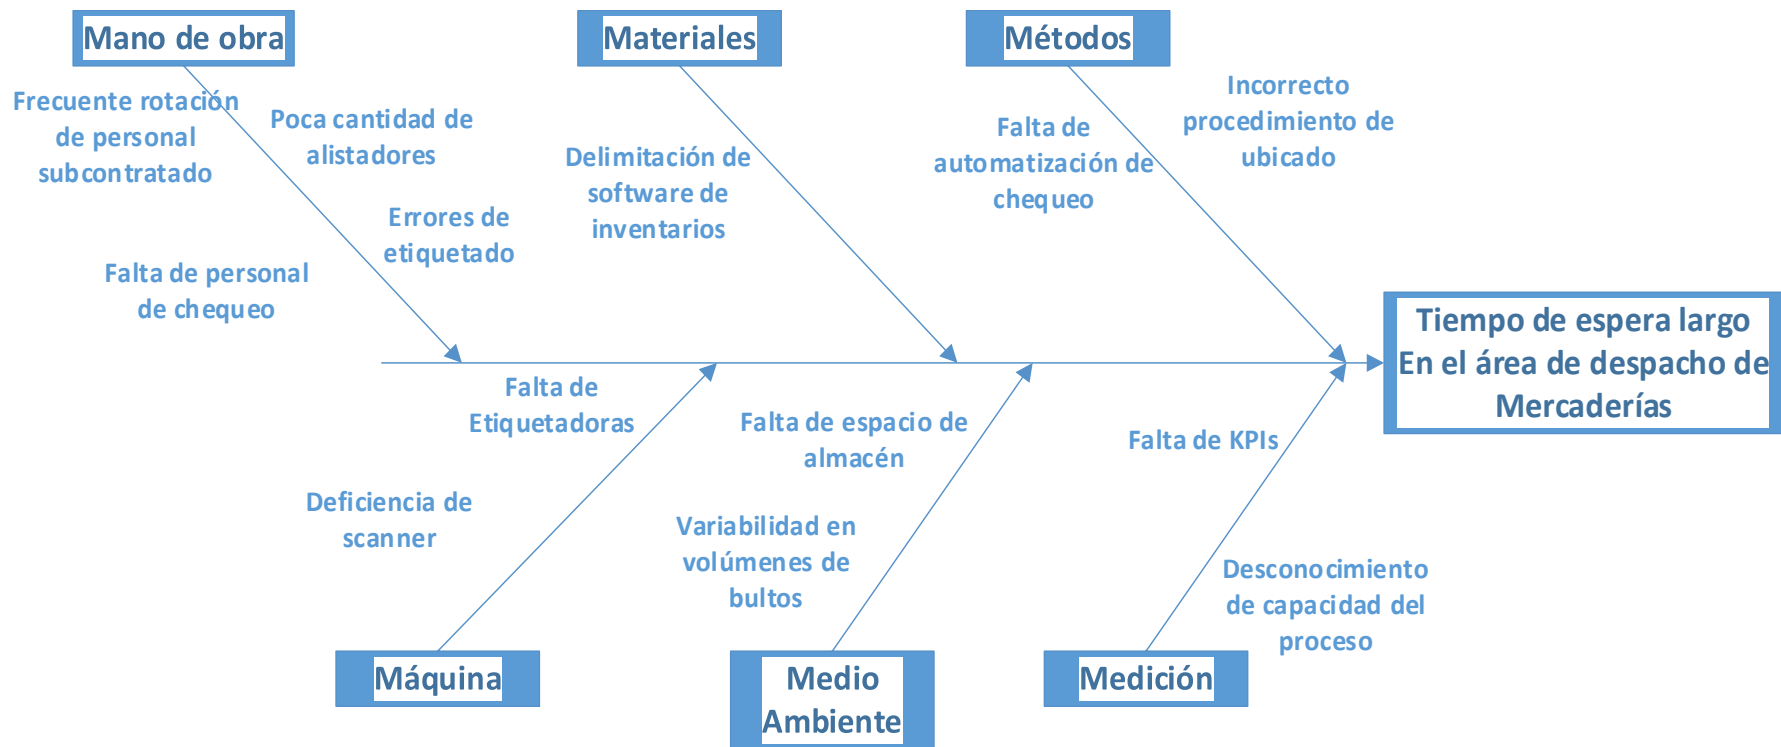 Mano de obra
Materiales
Métodos
Frecuente rotación
de personal
subcontratado
Poca cantidad de
alistadores
Errores de
etiquetado
Falta de personal
de chequeo
Delimitación de
software de
inventarios
Falta de
automatización de
chequeo
Incorrecto
procedimiento de
ubicado
Tiempo de espera largo
En el área de despacho de
Mercaderías
Falta de
Etiquetadoras
Deficiencia de
scanner
Falta de espacio de
almacén
Variabilidad en
volúmenes de
bultos
Falta de KPIs
Desconocimiento
de capacidad del
proceso
Máquina
Medio
Ambiente
Medición